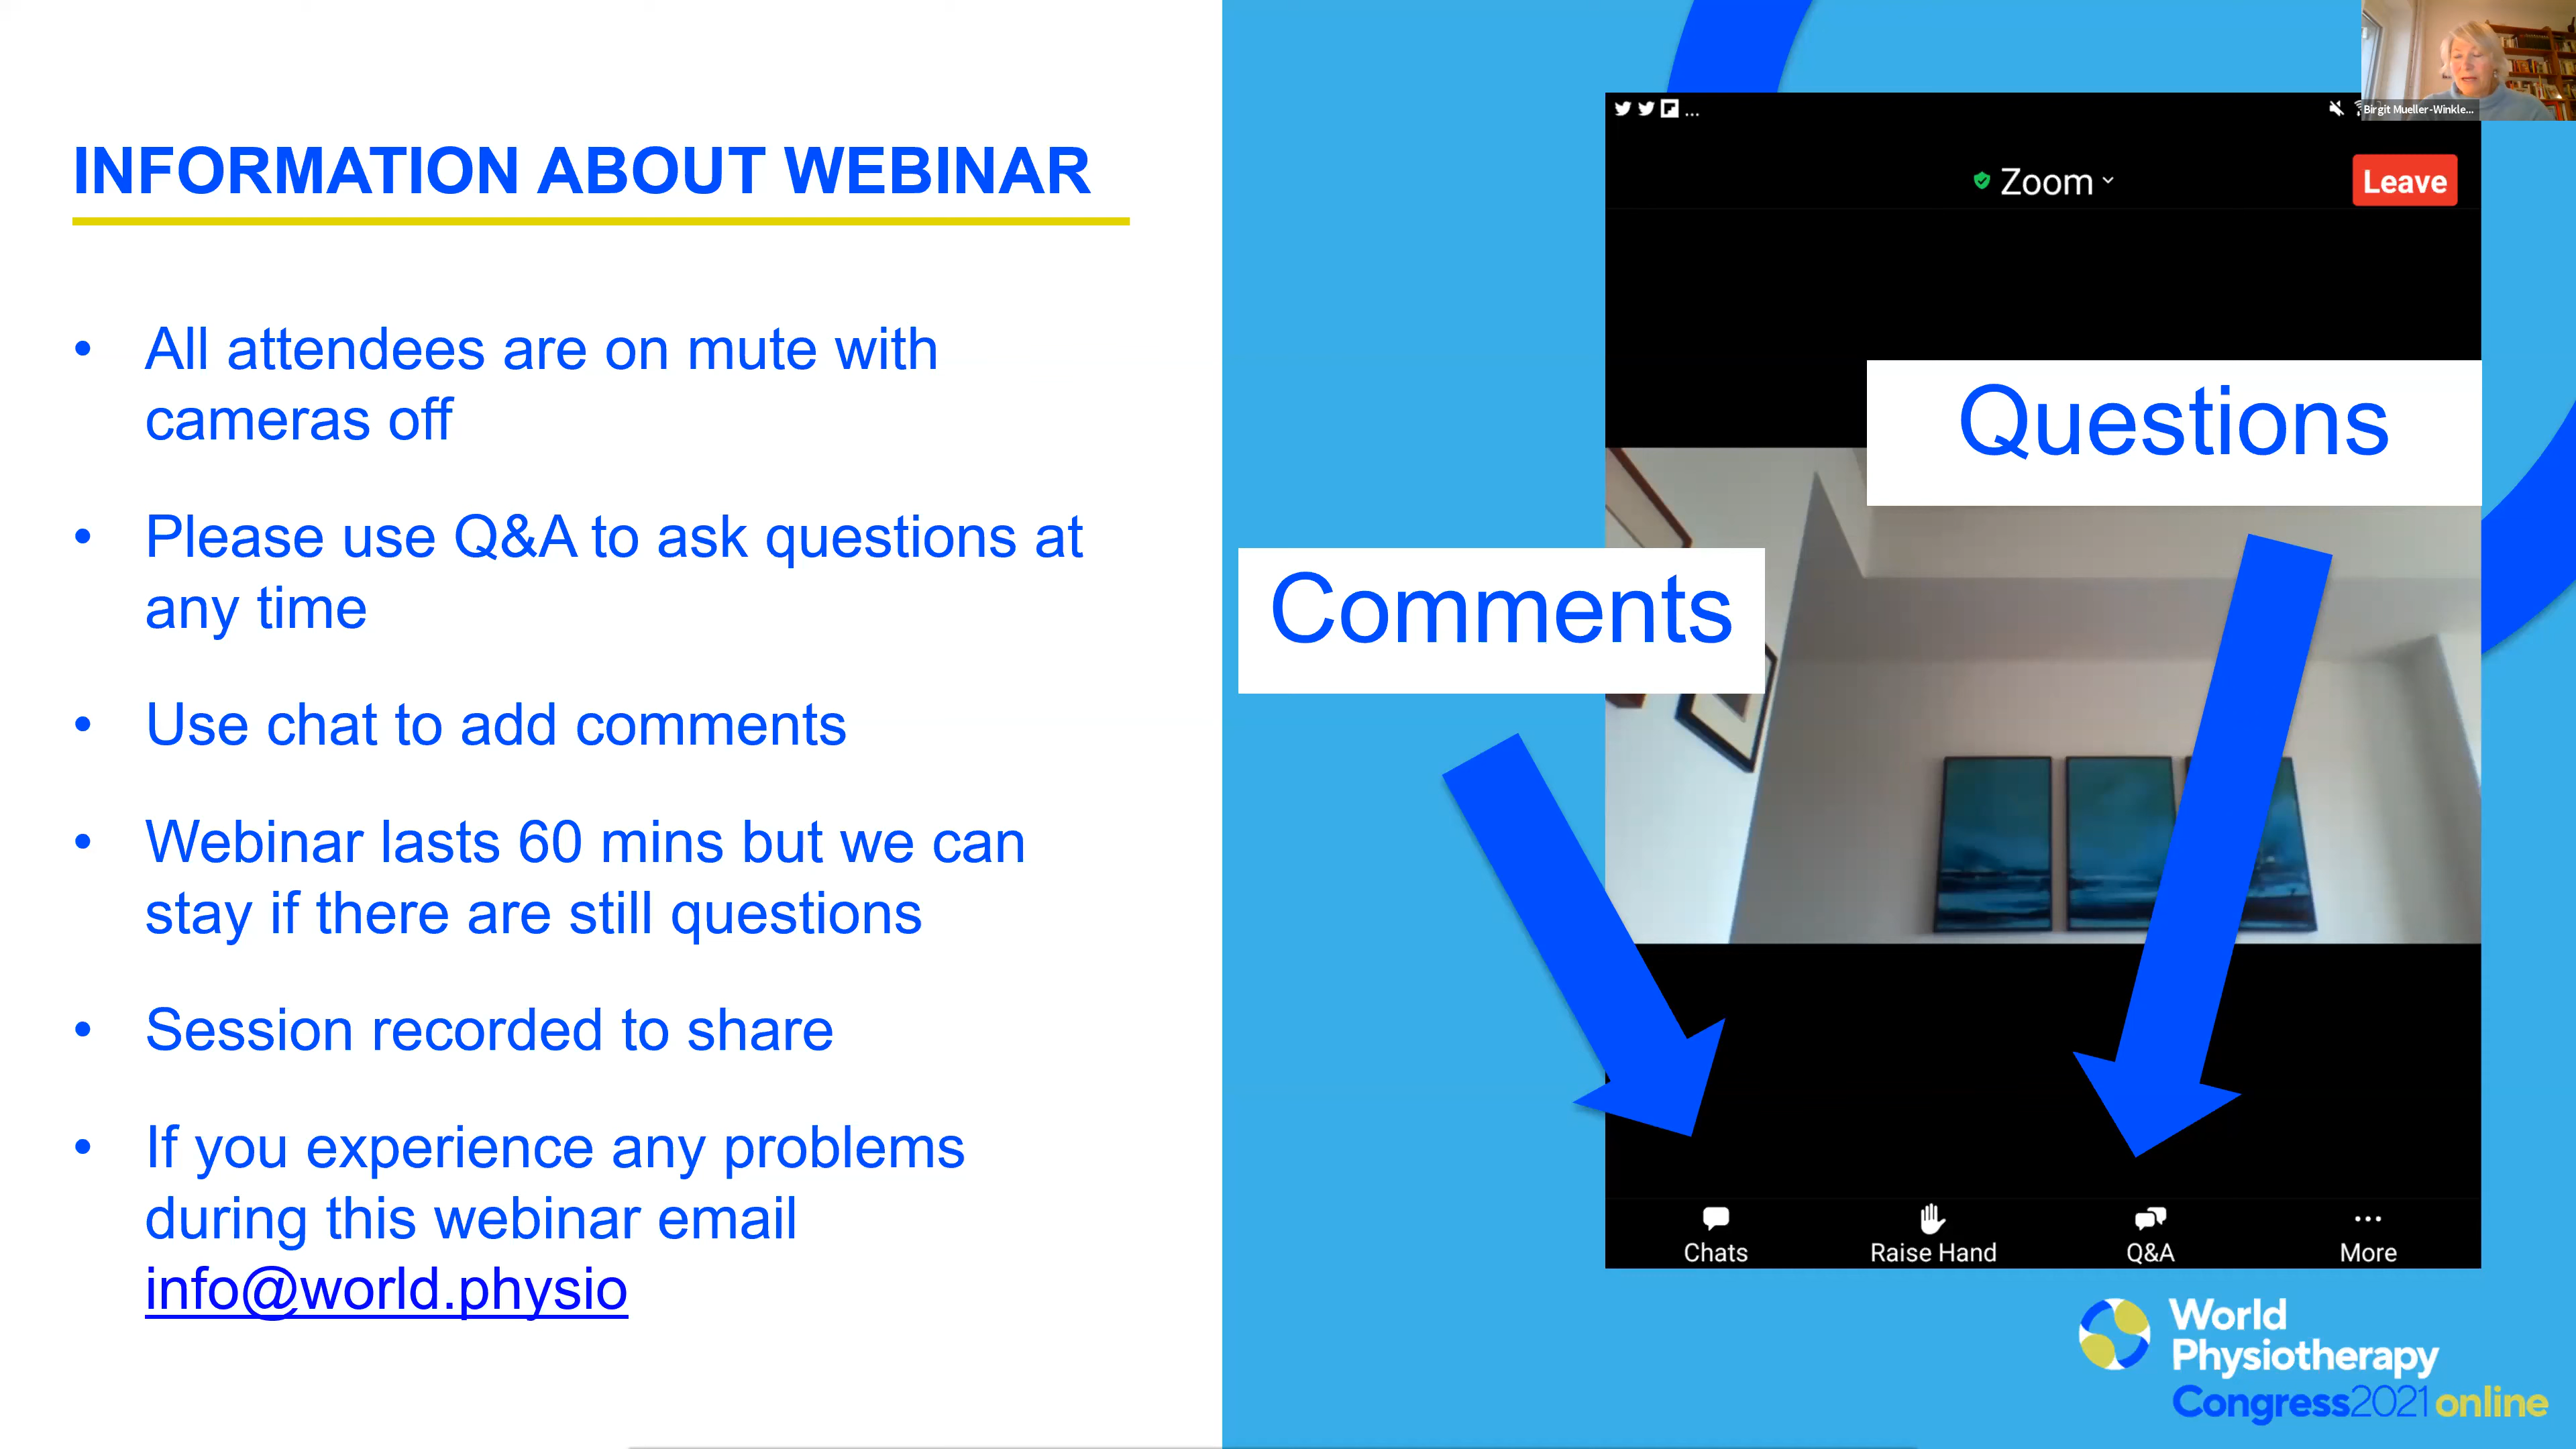 INFORMATION ABOUT WEBINAR
• All attendees are on mute with
cameras off
• Please use Q&A to ask questions at
any time
• Use chat to add comments
• Webinar lasts 60 mins but we can
stay if there are still questions
• Session recorded to share
• If you experience any problems
during this webinar email
info@world.physio
Birgit Mueller-Winkle...
Zoom
Leave
Questions
Comments
Chats
Raise Hand
Q&A
More
World
Physiotherapy
Congress2021online